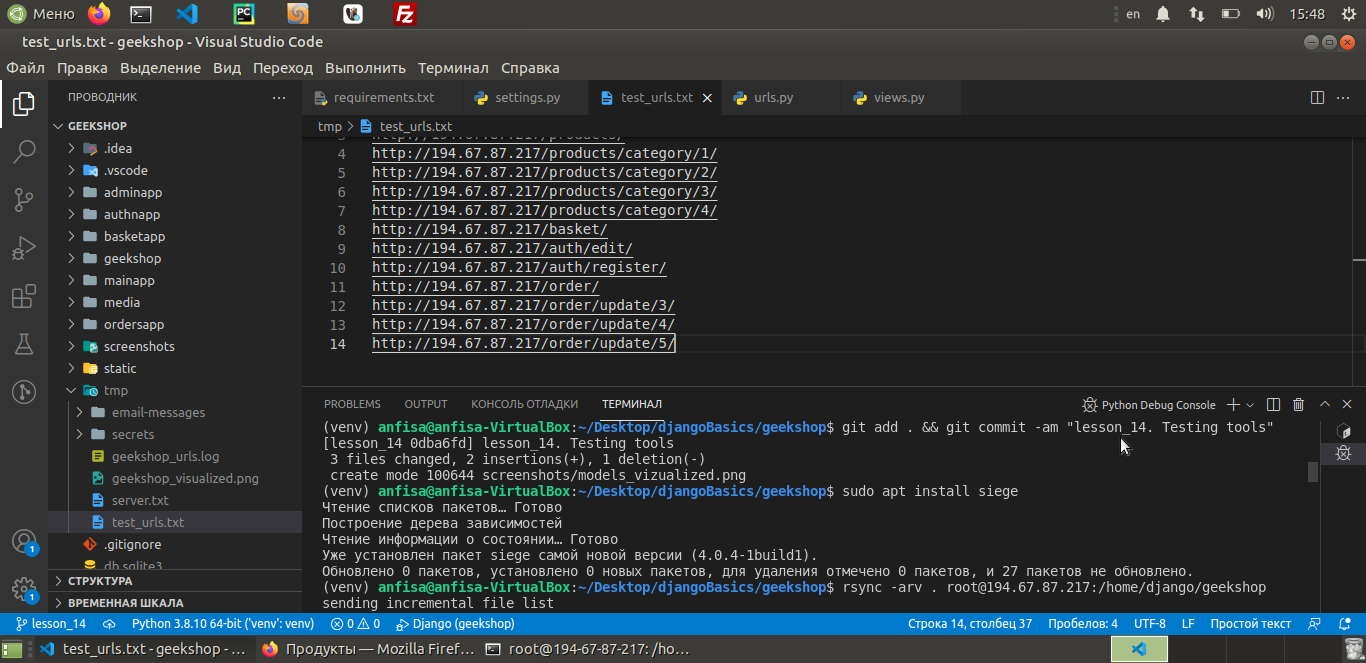 Меню
en
15:48
test_urls.txt - geekshop - Visual Studio Code
Файл Правка Выделение Вид Переход Выполнить Терминал Справка
ПРОВОДНИК
GEEKSHOP
.idea
.vscode
adminapp
authnapp
basketapp
geekshop
mainapp
media
ordersapp
screenshots
static
tmp
email-messages
secrets
geekshop_urls.log
geekshop_visualized.png
server.txt
test_urls.txt
.gitignore
db.sqlite3
СТРУКТУРА
ВРЕМЕННАЯ ШКАЛА
requirements.txt settings.py test_urls.txt urls.py views.py
tmp > test_urls.txt
3 http://194.67.87.217/products/
4 http://194.67.87.217/products/category/1/
5 http://194.67.87.217/products/category/2/
6 http://194.67.87.217/products/category/3/
7 http://194.67.87.217/products/category/4/
8 http://194.67.87.217/basket/
9 http://194.67.87.217/auth/edit/
10 http://194.67.87.217/auth/register/
11 http://194.67.87.217/order/
12 http://194.67.87.217/order/update/3/
13 http://194.67.87.217/order/update/4/
14 http://194.67.87.217/order/update/5/
PROBLEMS OUTPUT КОНСОЛЬ ОТЛАДКИ ТЕРМИНАЛ Python Debug Console
(venv) anfisa@anfisa-VirtualBox:~/Desktop/djangoBasics/geekshop$ git add . && git commit -am "lesson_14. Testing tools"
[lesson_14 0dba6fd] lesson_14. Testing tools
3 files changed, 2 insertions(+), 1 deletion(-)
create mode 100644 screenshots/models_vizualized.png
(venv) anfisa@anfisa-VirtualBox:~/Desktop/djangoBasics/geekshop$ sudo apt install siege
Чтение списков пакетов… Готово
Построение дерева зависимостей
Чтение информации о состоянии… Готово
Уже установлен пакет siege самой новой версии (4.0.4-1build1).
Обновлено 0 пакетов, установлено 0 новых пакетов, для удаления отмечено 0 пакетов, и 27 пакетов не обновлено.
(venv) anfisa@anfisa-VirtualBox:~/Desktop/djangoBasics/geekshop$ rsync -arv . root@194.67.87.217:/home/django/geekshop
sending incremental file list
1
1
lesson_14 Python 3.8.10 64-bit ('venv': venv) 0 0 Django (geekshop) Строка 14, столбец 37 Пробелов: 4 UTF-8 LF Простой текст
test_urls.txt - geekshop - ... Продукты — Mozilla Firef... root@194-67-87-217: /ho...